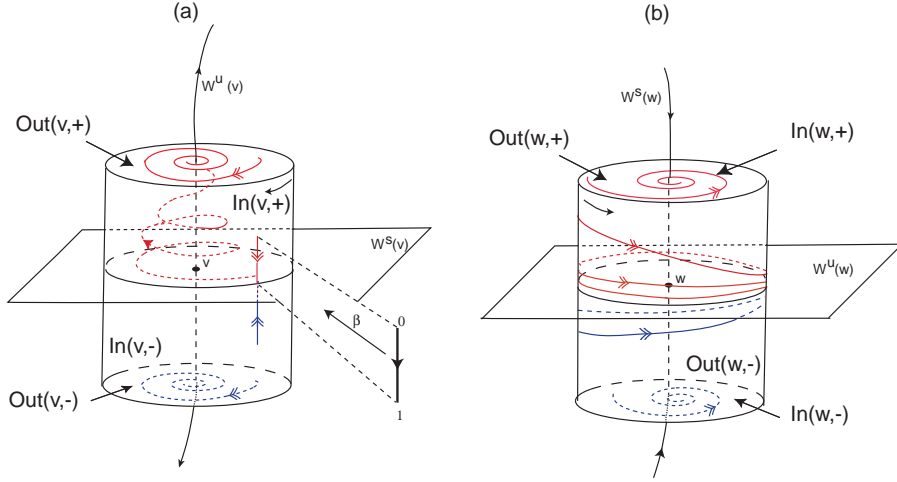 (a)
W^u (v)
Out(v,+)
In(v,+)
W^s(v)
v
β
0
1
In(v,-)
Out(v,-)
(b)
W^s(w)
Out(w,+)
In(w,+)
w
W^u(w)
Out(w,-)
In(w,-)